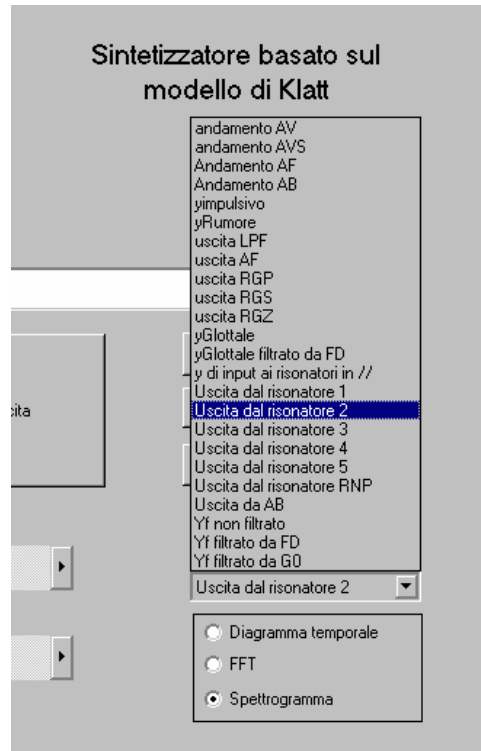 Sintetizzatore basato sul
modello di Klatt
andamento AV
andamento AVS
Andamento AF
Andamento AB
yimpulsivo
yRumore
uscita LPF
uscita AF
uscita RGP
uscita RGS
uscita RGZ
yGlottale
yGlottale filtrato da FD
y di input ai risonatori in //
Uscita dal risonatore 1
Uscita dal risonatore 2
Uscita dal risonatore 3
Uscita dal risonatore 4
Uscita dal risonatore 5
Uscita dal risonatore RNP
Uscita da AB
Yf non filtrato
Yf filtrato da FD
Yf filtrato da G0
cita
Uscita dal risonatore 2
Diagramma temporale
FFT
Spettrogramma